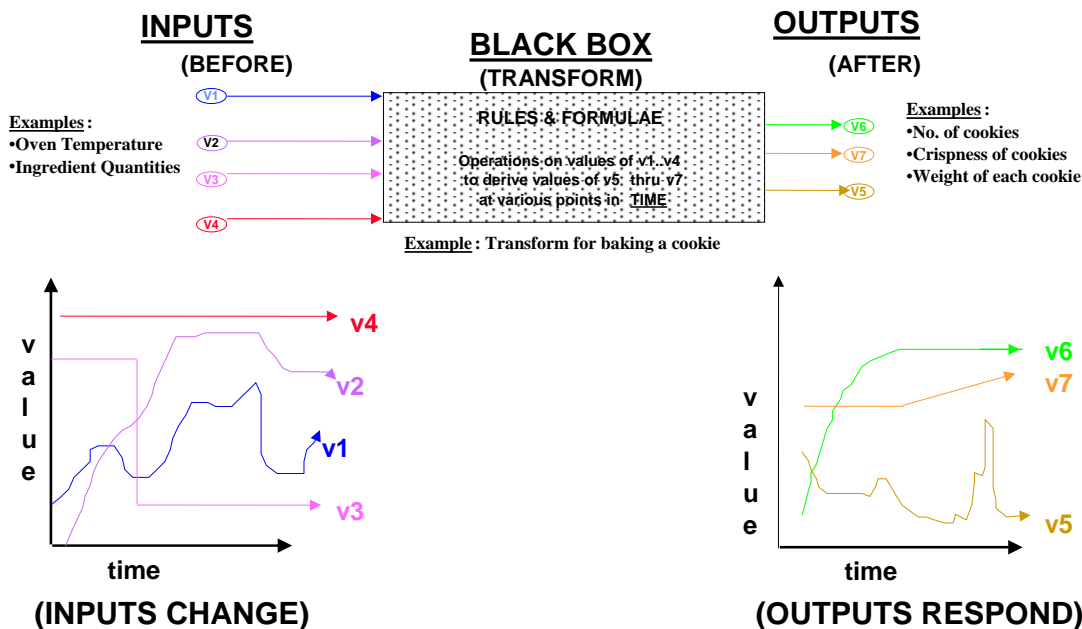 INPUTS
(BEFORE)
BLACK BOX
(TRANSFORM)
OUTPUTS
(AFTER)
V1
V2
V3
V4
Examples :
•Oven Temperature
•Ingredient Quantities
RULES & FORMULAE
Operations on values of v1..v4
to derive values of v5 thru v7
at various points in TIME
Example : Transform for baking a cookie
V6
V7
V5
Examples :
•No. of cookies
•Crispness of cookies
•Weight of each cookie
value
v4
v2
v1
v3
time
(INPUTS CHANGE)
value
v6
v7
v5
time
(OUTPUTS RESPOND)